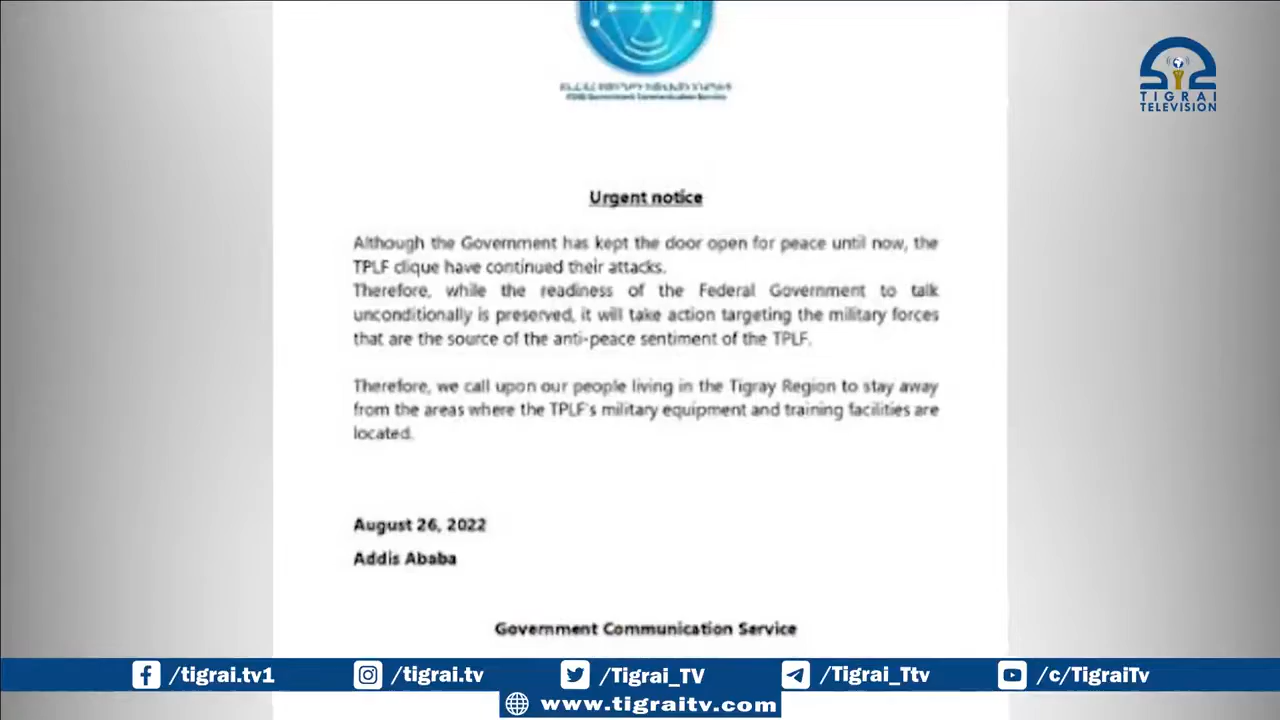 TIGRAI
TELEVISION
FDRE Government Communication Service
Urgent notice
Although the Government has kept the door open for peace until now, the
TPLF clique have continued their attacks.
Therefore, while the readiness of the Federal Government to talk
unconditionally is preserved, it will take action targeting the military forces
that are the source of the anti-peace sentiment of the TPLF.
Therefore, we call upon our people living in the Tigray Region to stay away
from the areas where the TPLF's military equipment and training facilities are
located.
August 26, 2022
Addis Ababa
Government Communication Service
/tigrai.tv1
/tigrai.tv
/Tigrai_TV
/Tigrai_Ttv
/c/TigraiTv
www.tigraitv.com